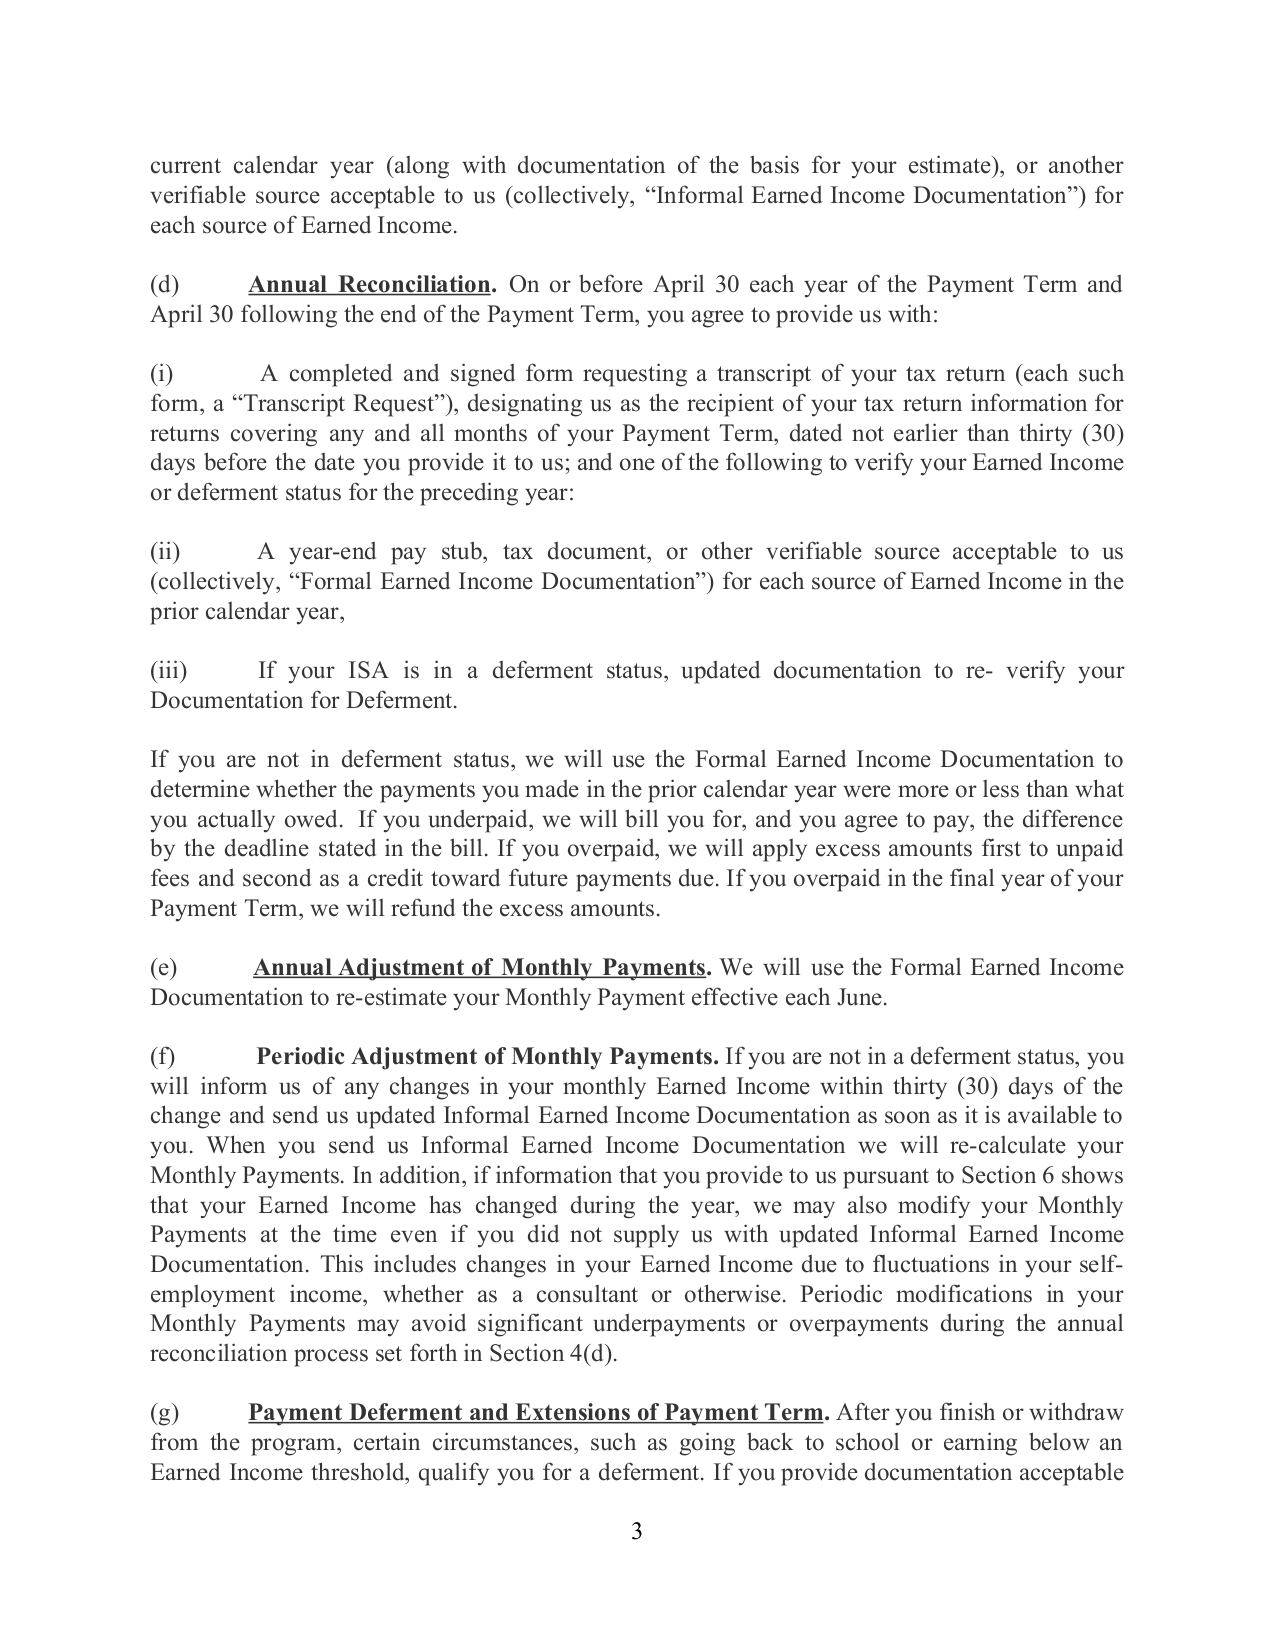 current calendar year (along with documentation of the basis for your estimate), or another
verifiable source acceptable to us (collectively, “Informal Earned Income Documentation”) for
each source of Earned Income.
(d) Annual Reconciliation. On or before April 30 each year of the Payment Term and
April 30 following the end of the Payment Term, you agree to provide us with:
(i) A completed and signed form requesting a transcript of your tax return (each such
form, a “Transcript Request”), designating us as the recipient of your tax return information for
returns covering any and all months of your Payment Term, dated not earlier than thirty (30)
days before the date you provide it to us; and one of the following to verify your Earned Income
or deferment status for the preceding year:
(ii) A year-end pay stub, tax document, or other verifiable source acceptable to us
(collectively, “Formal Earned Income Documentation”) for each source of Earned Income in the
prior calendar year,
(iii) If your ISA is in a deferment status, updated documentation to re- verify your
Documentation for Deferment.
If you are not in deferment status, we will use the Formal Earned Income Documentation to
determine whether the payments you made in the prior calendar year were more or less than what
you actually owed. If you underpaid, we will bill you for, and you agree to pay, the difference
by the deadline stated in the bill. If you overpaid, we will apply excess amounts first to unpaid
fees and second as a credit toward future payments due. If you overpaid in the final year of your
Payment Term, we will refund the excess amounts.
(e) Annual Adjustment of Monthly Payments. We will use the Formal Earned Income
Documentation to re-estimate your Monthly Payment effective each June.
(f) Periodic Adjustment of Monthly Payments. If you are not in a deferment status, you
will inform us of any changes in your monthly Earned Income within thirty (30) days of the
change and send us updated Informal Earned Income Documentation as soon as it is available to
you. When you send us Informal Earned Income Documentation we will re-calculate your
Monthly Payments. In addition, if information that you provide to us pursuant to Section 6 shows
that your Earned Income has changed during the year, we may also modify your Monthly
Payments at the time even if you did not supply us with updated Informal Earned Income
Documentation. This includes changes in your Earned Income due to fluctuations in your self-
employment income, whether as a consultant or otherwise. Periodic modifications in your
Monthly Payments may avoid significant underpayments or overpayments during the annual
reconciliation process set forth in Section 4(d).
(g) Payment Deferment and Extensions of Payment Term. After you finish or withdraw
from the program, certain circumstances, such as going back to school or earning below an
Earned Income threshold, qualify you for a deferment. If you provide documentation acceptable
3